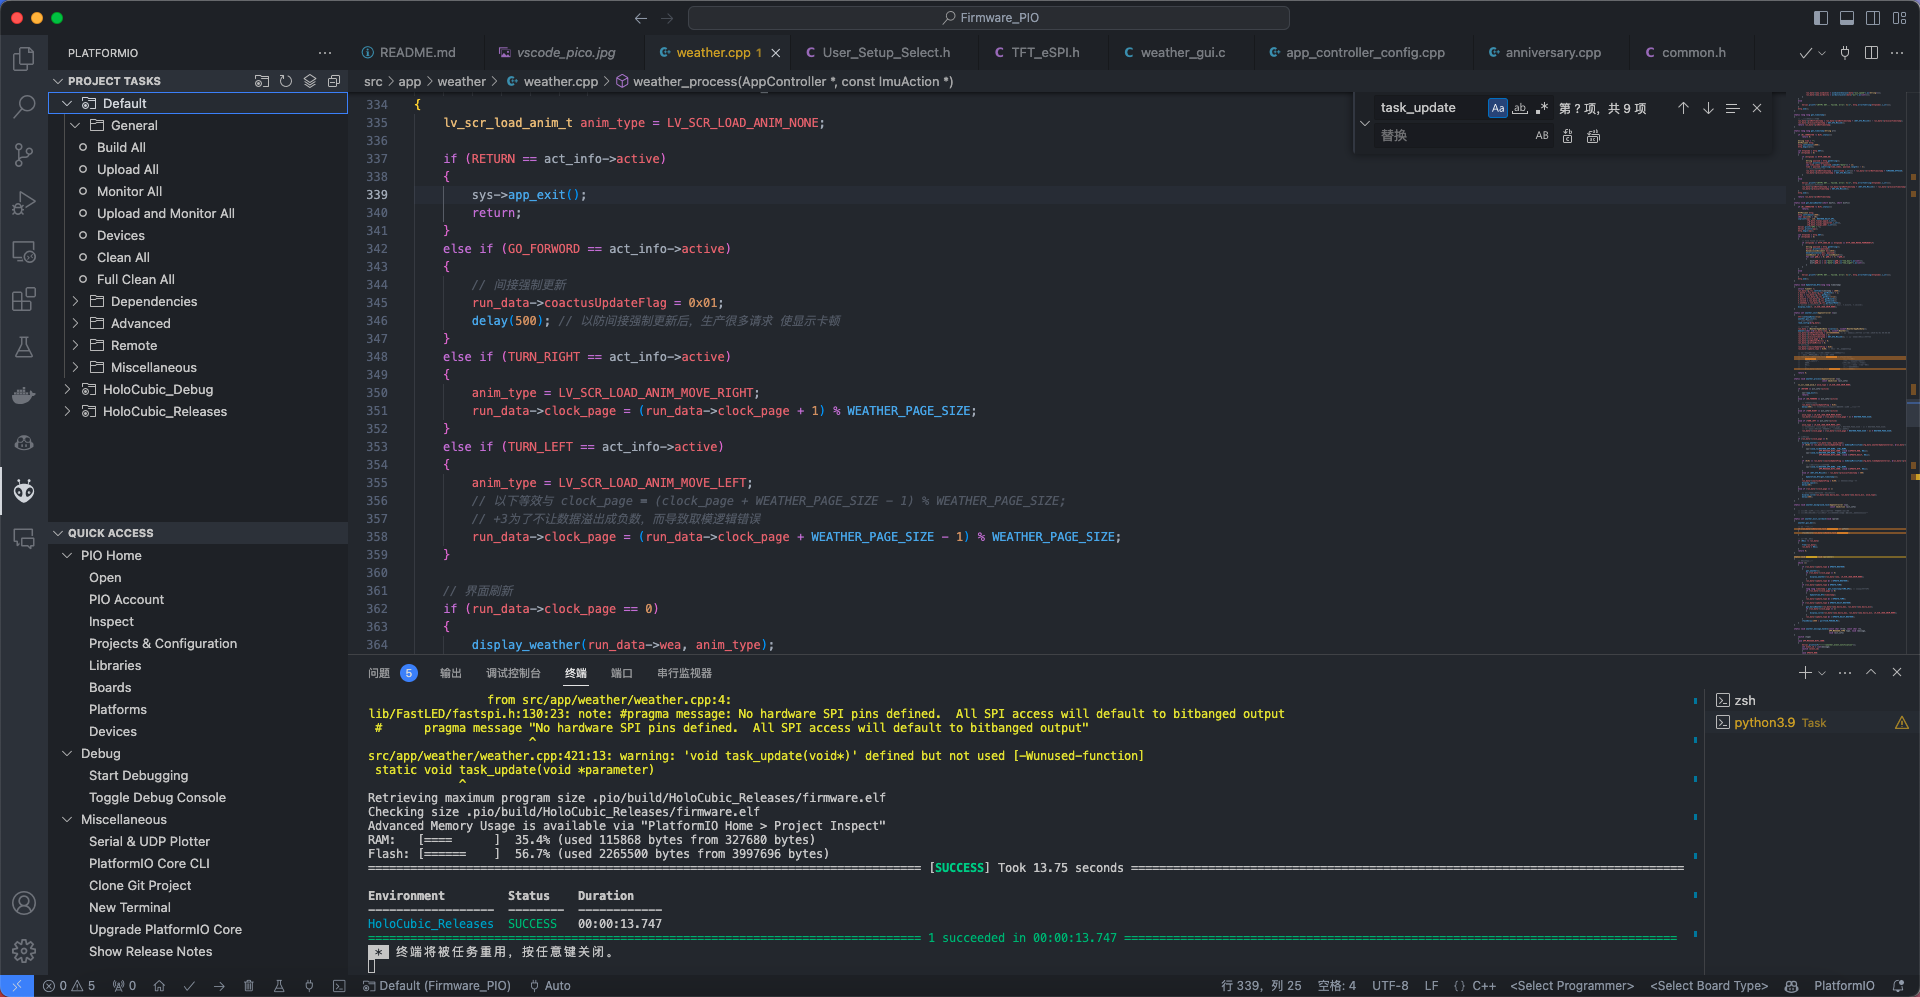 Firmware_PIO
PLATFORMIO
PROJECT TASKS
Default
General
Build All
Upload All
Monitor All
Upload and Monitor All
Devices
Clean All
Full Clean All
Dependencies
Advanced
Remote
Miscellaneous
HoloCubic_Debug
HoloCubic_Releases
QUICK ACCESS
PIO Home
Open
PIO Account
Inspect
Projects & Configuration
Libraries
Boards
Platforms
Devices
Debug
Start Debugging
Toggle Debug Console
Miscellaneous
Serial & UDP Plotter
PlatformIO Core CLI
Clone Git Project
New Terminal
Upgrade PlatformIO Core
Show Release Notes
README.md vscode_pico.jpg weather.cpp 1 User_Setup_Select.h TFT_eSPI.h weather_gui.c app_controller_config.cpp anniversary.cpp common.h
src > app > weather > weather.cpp > weather_process(AppController *, const ImuAction *)
task_update Aa ab .* 第 ? 项, 共 9 项
替换 AB
334 {
335 lv_scr_load_anim_t anim_type = LV_SCR_LOAD_ANIM_NONE;
336
337 if (RETURN == act_info->active)
338 {
339 sys->app_exit();
340 return;
341 }
342 else if (GO_FORWORD == act_info->active)
343 {
344 // 间接强制更新
345 run_data->coactusUpdateFlag = 0x01;
346 delay(500); // 以防间接强制更新后，生产很多请求 使显示卡顿
347 }
348 else if (TURN_RIGHT == act_info->active)
349 {
350 anim_type = LV_SCR_LOAD_ANIM_MOVE_RIGHT;
351 run_data->clock_page = (run_data->clock_page + 1) % WEATHER_PAGE_SIZE;
352 }
353 else if (TURN_LEFT == act_info->active)
354 {
355 anim_type = LV_SCR_LOAD_ANIM_MOVE_LEFT;
356 // 以下等效与 clock_page = (clock_page + WEATHER_PAGE_SIZE - 1) % WEATHER_PAGE_SIZE;
357 // +3为了不让数据溢出成负数，而导致取模逻辑错误
358 run_data->clock_page = (run_data->clock_page + WEATHER_PAGE_SIZE - 1) % WEATHER_PAGE_SIZE;
359 }
360
361 // 界面刷新
362 if (run_data->clock_page == 0)
363 {
364 display_weather(run_data->wea, anim_type);
问题 5 输出 调试控制台 终端 端口 串行监视器
from src/app/weather/weather.cpp:4:
lib/FastLED/fastspi.h:130:23: note: #pragma message: No hardware SPI pins defined.  All SPI access will default to bitbanged output
#      pragma message "No hardware SPI pins defined.  All SPI access will default to bitbanged output"
^
src/app/weather/weather.cpp:421:13: warning: 'void task_update(void*)' defined but not used [-Wunused-function]
static void task_update(void *parameter)
^
Retrieving maximum program size .pio/build/HoloCubic_Releases/firmware.elf
Checking size .pio/build/HoloCubic_Releases/firmware.elf
Advanced Memory Usage is available via "PlatformIO Home > Project Inspect"
RAM:   [====      ]  35.4% (used 115868 bytes from 327680 bytes)
Flash: [======    ]  56.7% (used 2265500 bytes from 3997696 bytes)
[SUCCESS] Took 13.75 seconds
Environment Status Duration
HoloCubic_Releases SUCCESS 00:00:13.747
1 succeeded in 00:00:13.747
* 终端将被任务重用，按任意键关闭。
zsh
python3.9 Task
0 5 0 Default (Firmware_PIO) Auto 行 339, 列 25 空格: 4 UTF-8 LF {} C++ <Select Programmer> <Select Board Type> PlatformIO